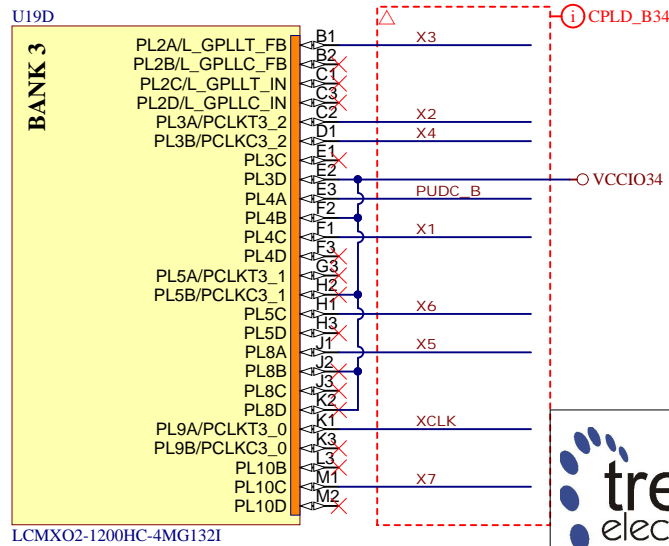 U19D
CPLD_B34
BANK 3
PL2A/L_GPLLT_FB B1 X3
PL2B/L_GPLLC_FB B2
PL2C/L_GPLLT_IN C1
PL2D/L_GPLLC_IN C3
PL3A/PCLKT3_2 C2 X2
PL3B/PCLKC3_2 D1 X4
PL3C E1
PL3D E2 VCCIO34
PL4A E3 PUDC_B
PL4B F2
PL4C F1 X1
PL4D F3
PL5A/PCLKT3_1 G3
PL5B/PCLKC3_1 H2
PL5C H1 X6
PL5D H3
PL8A J1 X5
PL8B J2
PL8C J3
PL8D K2
PL9A/PCLKT3_0 K1 XCLK
PL9B/PCLKC3_0 K3
PL10B L3
PL10C M1 X7
PL10D M2
LCMXO2-1200HC-4MG132I
tre
elec